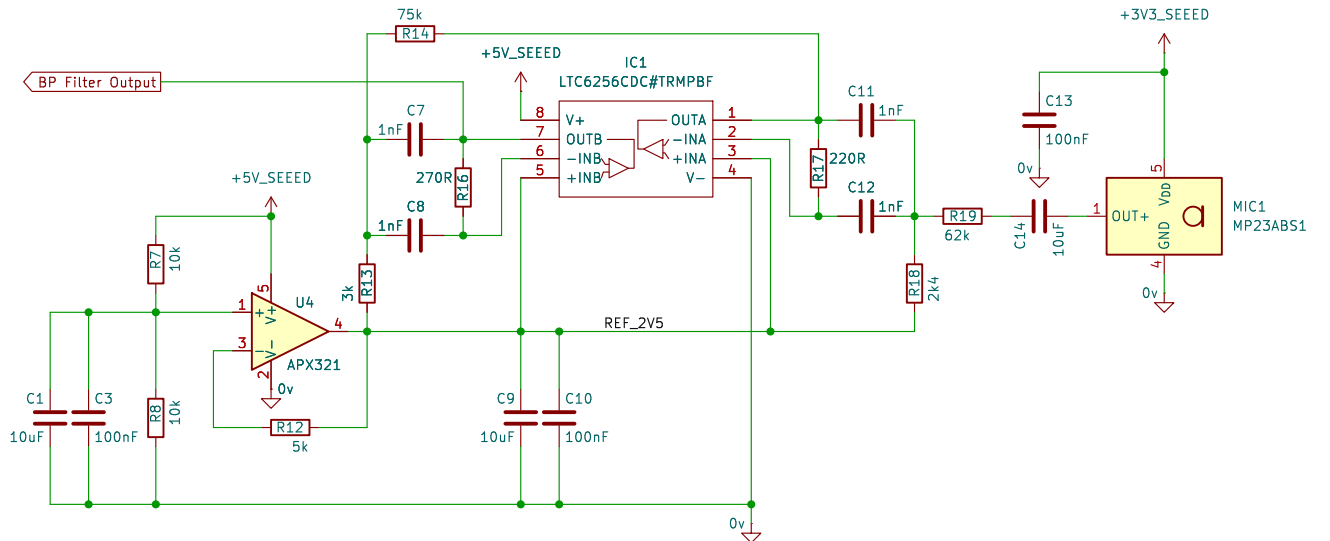 75k
R14
+3V3_SEEED
+5V_SEEED
IC1
LTC6256CDC#TRMPBF
BP Filter Output
C7
1nF
8
V+
OUTA
1
7
OUTB
-INA
2
6
-INB
+INA
3
5
+INB
V-
4
C11
1nF
C13
100nF
0v
R17
220R
270R
R16
+5V_SEEED
C8
1nF
C12
1nF
R19
62k
C14
10uF
1
OUT+
5
VDD
GND
4
a
MIC1
MP23ABS1
0v
R7
10k
R13
3k
R18
2k4
5
U4
1
+
V+
4
3
-
V-
2
APX321
0v
REF_2V5
C1
10uF
C3
100nF
R8
10k
R12
5k
C9
10uF
C10
100nF
0v